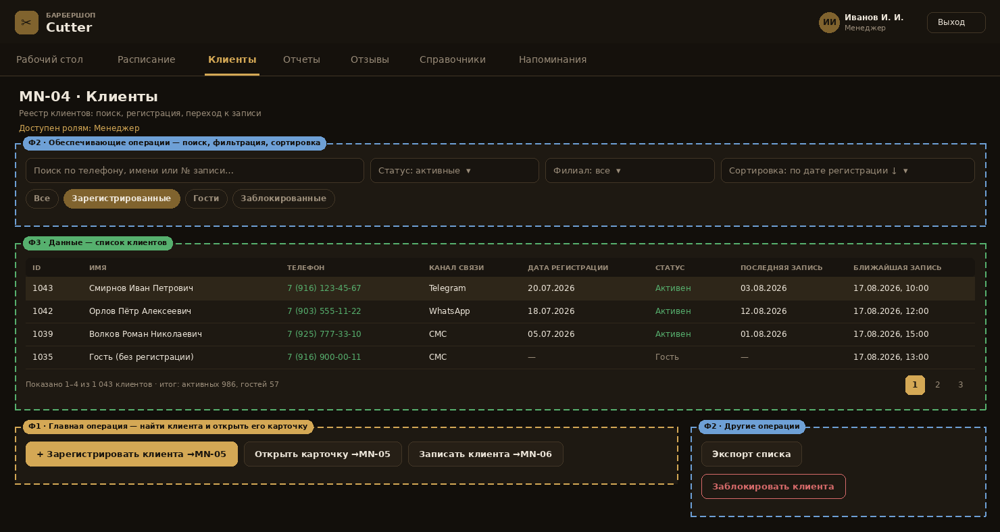 БАРБЕРШОП
Cutter
ИИ
Иванов И. И.
Менеджер
Выход
Рабочий стол Расписание Клиенты Отчеты Отзывы Справочники Напоминания
MN-04 · Клиенты
Реестр клиентов: поиск, регистрация, переход к записи
Доступен ролям: Менеджер
Ф2 · Обеспечивающие операции — поиск, фильтрация, сортировка
Поиск по телефону, имени или № записи… Статус: активные ▾ Филиал: все ▾ Сортировка: по дате регистрации ↓ ▾
Все Зарегистрированные Гости Заблокированные
Ф3 · Данные — список клиентов
ID ИМЯ ТЕЛЕФОН КАНАЛ СВЯЗИ ДАТА РЕГИСТРАЦИИ СТАТУС ПОСЛЕДНЯЯ ЗАПИСЬ БЛИЖАЙШАЯ ЗАПИСЬ
1043 Смирнов Иван Петрович 7 (916) 123-45-67 Telegram 20.07.2026 Активен 03.08.2026 17.08.2026, 10:00
1042 Орлов Пётр Алексеевич 7 (903) 555-11-22 WhatsApp 18.07.2026 Активен 12.08.2026 17.08.2026, 12:00
1039 Волков Роман Николаевич 7 (925) 777-33-10 СМС 05.07.2026 Активен 01.08.2026 17.08.2026, 15:00
1035 Гость (без регистрации) 7 (916) 900-00-11 СМС — Гость — 17.08.2026, 13:00
Показано 1–4 из 1 043 клиентов · итог: активных 986, гостей 57 1 2 3
Ф1 · Главная операция — найти клиента и открыть его карточку
+ Зарегистрировать клиента →MN-05 Открыть карточку →MN-05 Записать клиента →MN-06
Ф2 · Другие операции
Экспорт списка
Заблокировать клиента